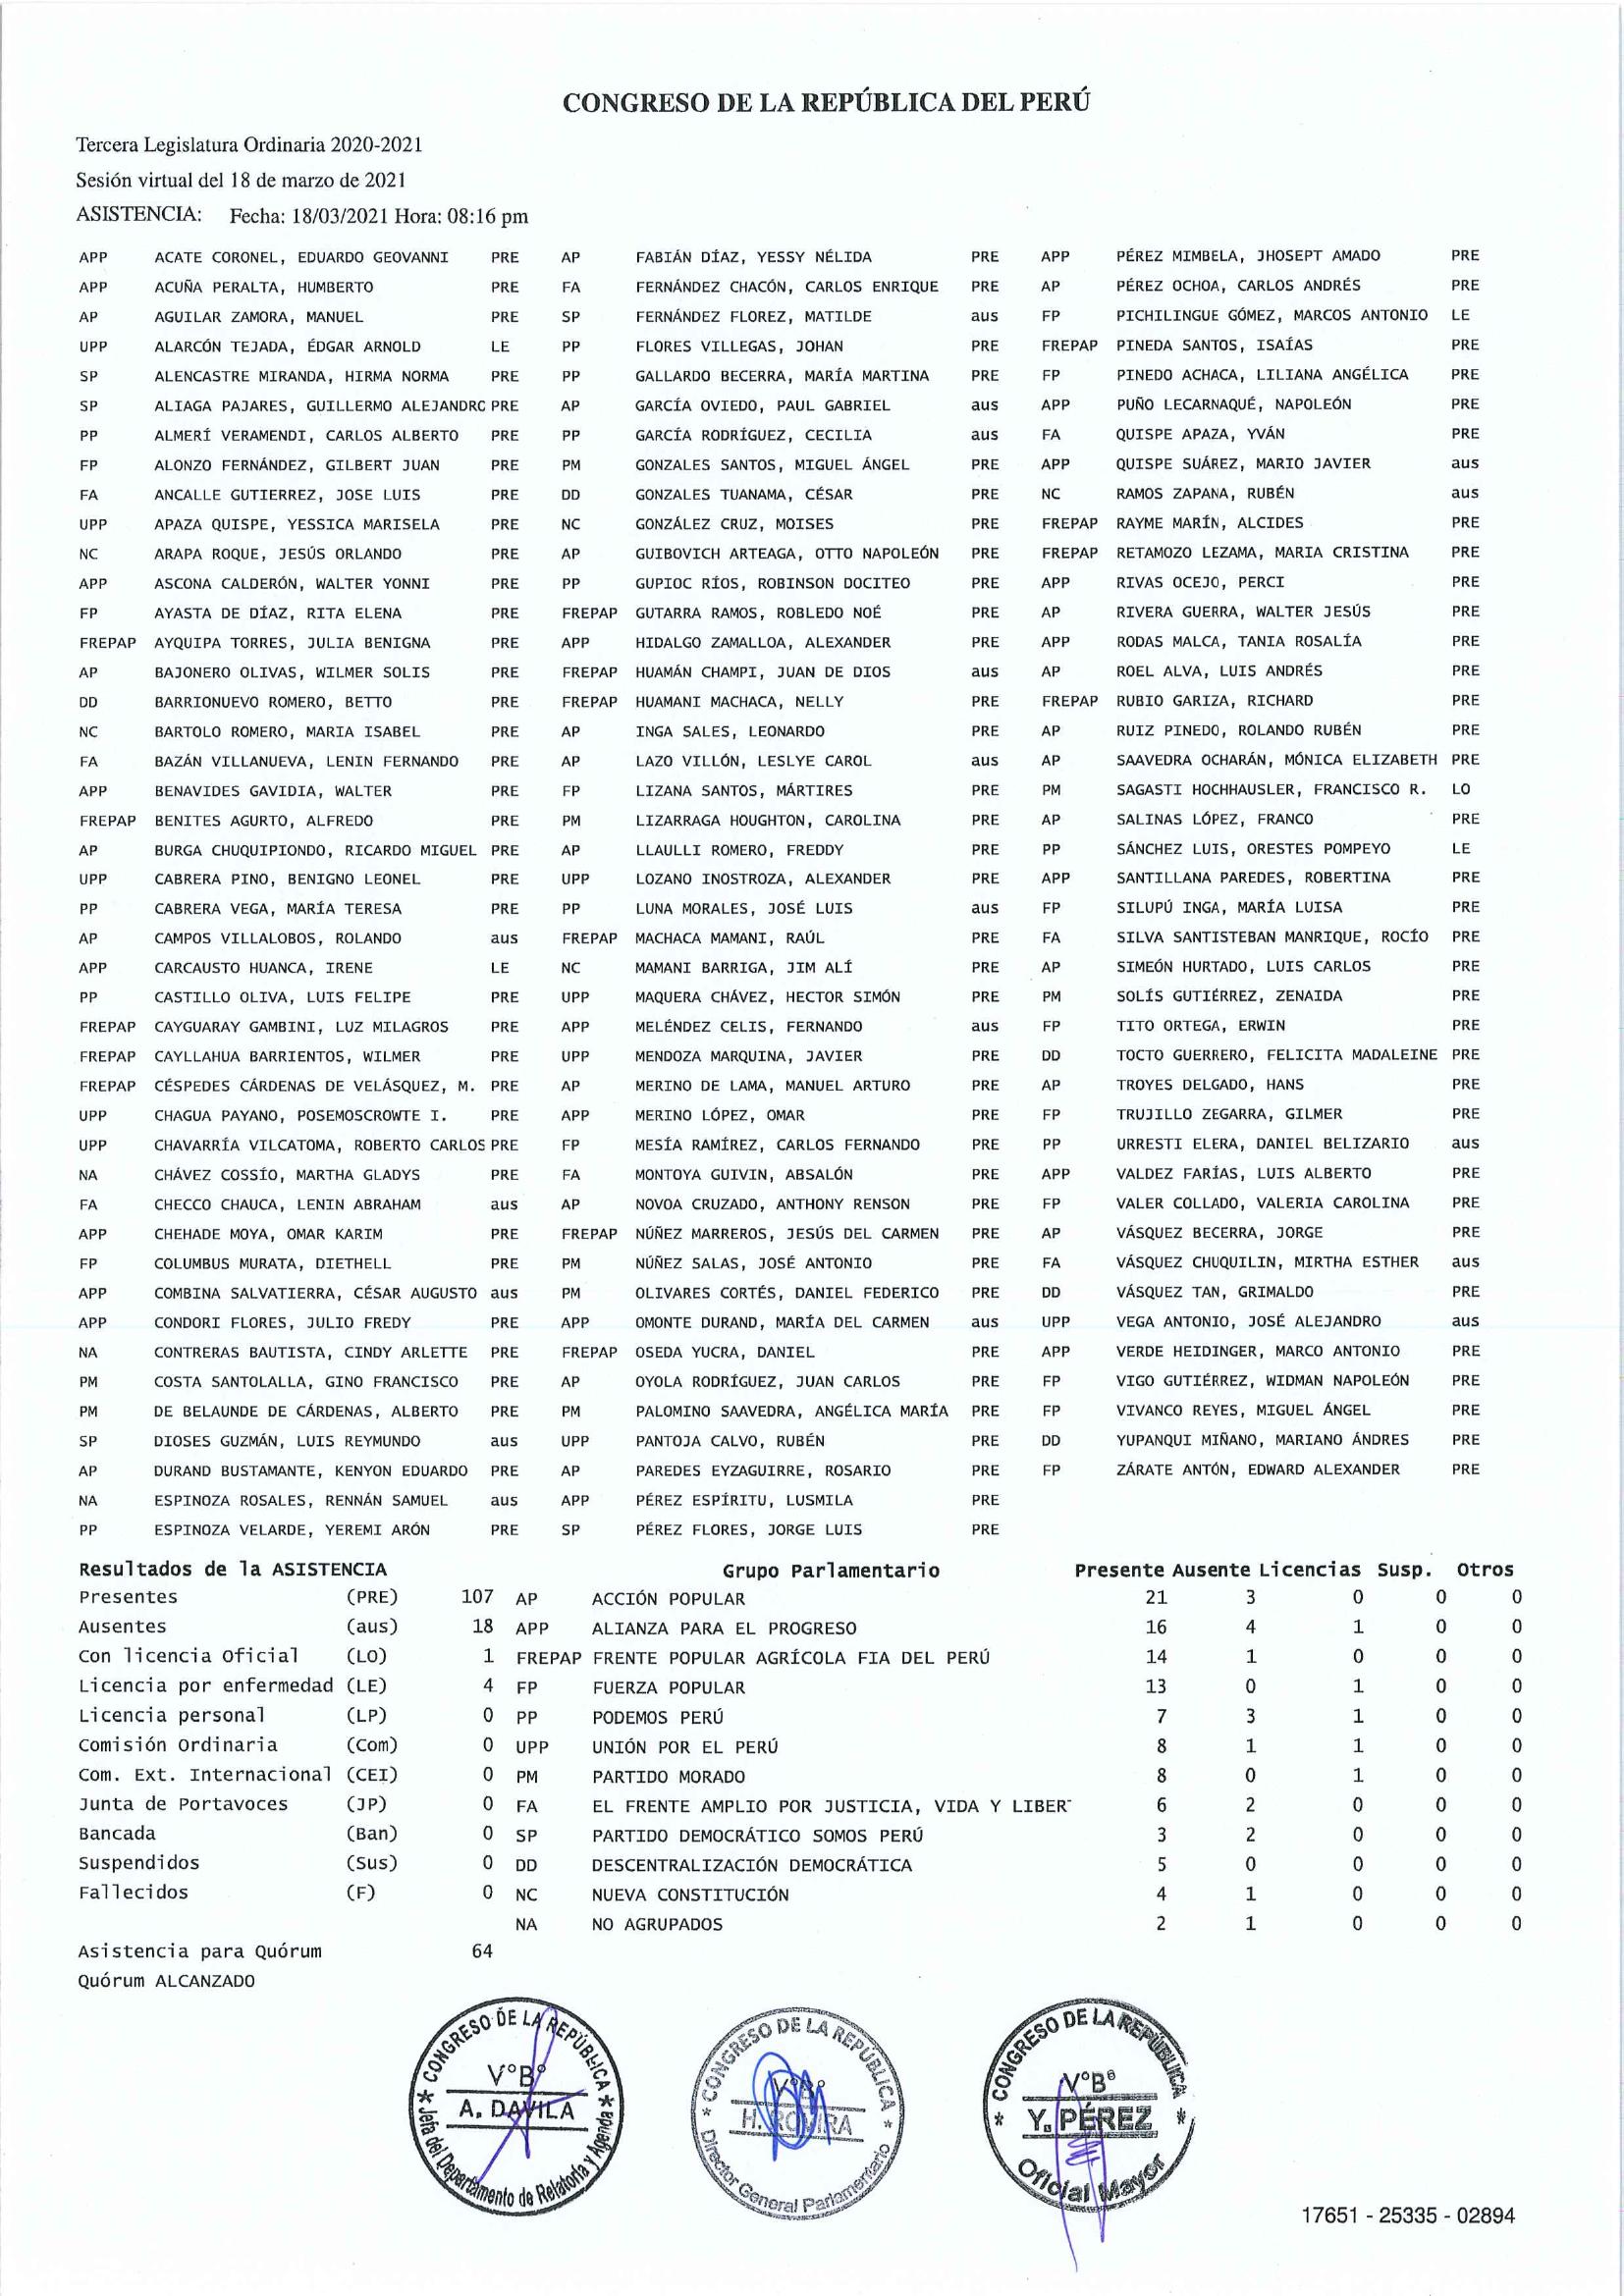 CONGRESO DE LA REPÚBLICA DEL PERÚ
Tercera Legislatura Ordinaria 2020-2021
Sesión virtual del 18 de marzo de 2021
ASISTENCIA: Fecha: 18/03/2021 Hora: 08:16 pm
APP ACATE CORONEL, EDUARDO GEOVANNI PRE AP FABIÁN DÍAZ, YESSY NÉLIDA PRE APP PÉREZ MIMBELA, JHOSEPT AMADO PRE
APP ACUÑA PERALTA, HUMBERTO PRE FA FERNÁNDEZ CHACÓN, CARLOS ENRIQUE PRE AP PÉREZ OCHOA, CARLOS ANDRÉS PRE
AP AGUILAR ZAMORA, MANUEL PRE SP FERNÁNDEZ FLOREZ, MATILDE aus FP PICHILINGUE GÓMEZ, MARCOS ANTONIO LE
UPP ALARCÓN TEJADA, ÉDGAR ARNOLD LE PP FLORES VILLEGAS, JOHAN PRE FREPAP PINEDA SANTOS, ISAÍAS PRE
SP ALENCASTRE MIRANDA, HIRMA NORMA PRE PP GALLARDO BECERRA, MARÍA MARTINA PRE FP PINEDO ACHACA, LILIANA ANGÉLICA PRE
SP ALIAGA PAJARES, GUILLERMO ALEJANDRO PRE AP GARCÍA OVIEDO, PAUL GABRIEL aus APP PUÑO LECARNAQUÉ, NAPOLEÓN PRE
PP ALMERÍ VERAMENDI, CARLOS ALBERTO PRE PP GARCÍA RODRÍGUEZ, CECILIA aus FA QUISPE APAZA, YVÁN PRE
FP ALONZO FERNÁNDEZ, GILBERT JUAN PRE PM GONZALES SANTOS, MIGUEL ÁNGEL PRE APP QUISPE SUÁREZ, MARIO JAVIER aus
FA ANCALLE GUTIERREZ, JOSE LUIS PRE DD GONZALES TUANAMA, CÉSAR PRE NC RAMOS ZAPANA, RUBÉN aus
UPP APAZA QUISPE, YESSICA MARISELA PRE NC GONZÁLEZ CRUZ, MOISES PRE FREPAP RAYME MARÍN, ALCIDES PRE
NC ARAPA ROQUE, JESÚS ORLANDO PRE AP GUIBOVICH ARTEAGA, OTTO NAPOLEÓN PRE FREPAP RETAMOZO LEZAMA, MARIA CRISTINA PRE
APP ASCONA CALDERÓN, WALTER YONNI PRE PP GUPIOC RÍOS, ROBINSON DOCITEO PRE APP RIVAS OCEJO, PERCI PRE
FP AYASTA DE DÍAZ, RITA ELENA PRE FREPAP GUTARRA RAMOS, ROBLEDO NOÉ PRE AP RIVERA GUERRA, WALTER JESÚS PRE
FREPAP AYQUIPA TORRES, JULIA BENIGNA PRE APP HIDALGO ZAMALLOA, ALEXANDER PRE APP RODAS MALCA, TANIA ROSALÍA PRE
AP BAJONERO OLIVAS, WILMER SOLIS PRE FREPAP HUAMÁN CHAMPI, JUAN DE DIOS aus AP ROEL ALVA, LUIS ANDRÉS PRE
DD BARRIONUEVO ROMERO, BETTO PRE FREPAP HUAMANI MACHACA, NELLY PRE FREPAP RUBIO GARIZA, RICHARD PRE
NC BARTOLO ROMERO, MARIA ISABEL PRE AP INGA SALES, LEONARDO PRE AP RUIZ PINEDO, ROLANDO RUBÉN PRE
FA BAZÁN VILLANUEVA, LENIN FERNANDO PRE AP LAZO VILLÓN, LESLYE CAROL aus AP SAAVEDRA OCHARÁN, MÓNICA ELIZABETH PRE
APP BENAVIDES GAVIDIA, WALTER PRE FP LIZANA SANTOS, MÁRTIRES PRE PM SAGASTI HOCHHAUSLER, FRANCISCO R. LO
FREPAP BENITES AGURTO, ALFREDO PRE PM LIZARRAGA HOUGHTON, CAROLINA PRE AP SALINAS LÓPEZ, FRANCO PRE
AP BURGA CHUQUIPIONDO, RICARDO MIGUEL PRE AP LLAULLI ROMERO, FREDDY PRE PP SÁNCHEZ LUIS, ORESTES POMPEYO LE
UPP CABRERA PINO, BENIGNO LEONEL PRE UPP LOZANO INOSTROZA, ALEXANDER PRE APP SANTILLANA PAREDES, ROBERTINA PRE
PP CABRERA VEGA, MARÍA TERESA PRE PP LUNA MORALES, JOSÉ LUIS aus FP SILUPÚ INGA, MARÍA LUISA PRE
AP CAMPOS VILLALOBOS, ROLANDO aus FREPAP MACHACA MAMANI, RAÚL PRE FA SILVA SANTISTEBAN MANRIQUE, ROCÍO PRE
APP CARCAUSTO HUANCA, IRENE LE NC MAMANI BARRIGA, JIM ALÍ PRE AP SIMEÓN HURTADO, LUIS CARLOS PRE
PP CASTILLO OLIVA, LUIS FELIPE PRE UPP MAQUERA CHÁVEZ, HECTOR SIMÓN PRE PM SOLÍS GUTIÉRREZ, ZENAIDA PRE
FREPAP CAYGUARAY GAMBINI, LUZ MILAGROS PRE APP MELÉNDEZ CELIS, FERNANDO aus FP TITO ORTEGA, ERWIN PRE
FREPAP CAYLLAHUA BARRIENTOS, WILMER PRE UPP MENDOZA MARQUINA, JAVIER PRE DD TOCTO GUERRERO, FELICITA MADALEINE PRE
FREPAP CÉSPEDES CÁRDENAS DE VELÁSQUEZ, M. PRE AP MERINO DE LAMA, MANUEL ARTURO PRE AP TROYES DELGADO, HANS PRE
UPP CHAGUA PAYANO, POSEMOSCROWTE I. PRE APP MERINO LÓPEZ, OMAR PRE FP TRUJILLO ZEGARRA, GILMER PRE
UPP CHAVARRÍA VILCATOMA, ROBERTO CARLOS PRE FP MESÍA RAMÍREZ, CARLOS FERNANDO PRE PP URRESTI ELERA, DANIEL BELIZARIO aus
NA CHÁVEZ COSSÍO, MARTHA GLADYS PRE FA MONTOYA GUIVIN, ABSALÓN PRE APP VALDEZ FARÍAS, LUIS ALBERTO PRE
FA CHECCO CHAUCA, LENIN ABRAHAM aus AP NOVOA CRUZADO, ANTHONY RENSON PRE FP VALER COLLADO, VALERIA CAROLINA PRE
APP CHEHADE MOYA, OMAR KARIM PRE FREPAP NÚÑEZ MARREROS, JESÚS DEL CARMEN PRE AP VÁSQUEZ BECERRA, JORGE PRE
FP COLUMBUS MURATA, DIETHELL PRE PM NÚÑEZ SALAS, JOSÉ ANTONIO PRE FA VÁSQUEZ CHUQUILIN, MIRTHA ESTHER aus
APP COMBINA SALVATIERRA, CÉSAR AUGUSTO aus PM OLIVARES CORTÉS, DANIEL FEDERICO PRE DD VÁSQUEZ TAN, GRIMALDO PRE
APP CONDORI FLORES, JULIO FREDY PRE APP OMONTE DURAND, MARÍA DEL CARMEN aus UPP VEGA ANTONIO, JOSÉ ALEJANDRO aus
NA CONTRERAS BAUTISTA, CINDY ARLETTE PRE FREPAP OSEDA YUCRA, DANIEL PRE APP VERDE HEIDINGER, MARCO ANTONIO PRE
PM COSTA SANTOLALLA, GINO FRANCISCO PRE AP OYOLA RODRÍGUEZ, JUAN CARLOS PRE FP VIGO GUTIÉRREZ, WIDMAN NAPOLEÓN PRE
PM DE BELAUNDE DE CÁRDENAS, ALBERTO PRE PM PALOMINO SAAVEDRA, ANGÉLICA MARÍA PRE FP VIVANCO REYES, MIGUEL ÁNGEL PRE
SP DIOSES GUZMÁN, LUIS REYMUNDO aus UPP PANTOJA CALVO, RUBÉN PRE DD YUPANQUI MIÑANO, MARIANO ÁNDRES PRE
AP DURAND BUSTAMANTE, KENYON EDUARDO PRE AP PAREDES EYZAGUIRRE, ROSARIO PRE FP ZÁRATE ANTÓN, EDWARD ALEXANDER PRE
NA ESPINOZA ROSALES, RENNÁN SAMUEL aus APP PÉREZ ESPÍRITU, LUSMILA PRE
PP ESPINOZA VELARDE, YEREMI ARÓN PRE SP PÉREZ FLORES, JORGE LUIS PRE
Resultados de la ASISTENCIA Grupo Parlamentario Presente Ausente Licencias Susp. Otros
Presentes (PRE) 107 AP ACCIÓN POPULAR 21 3 0 0 0
Ausentes (aus) 18 APP ALIANZA PARA EL PROGRESO 16 4 1 0 0
Con licencia Oficial (LO) 1 FREPAP FRENTE POPULAR AGRÍCOLA FIA DEL PERÚ 14 1 0 0 0
Licencia por enfermedad (LE) 4 FP FUERZA POPULAR 13 0 1 0 0
Licencia personal (LP) 0 PP PODEMOS PERÚ 7 3 1 0 0
Comisión Ordinaria (Com) 0 UPP UNIÓN POR EL PERÚ 8 1 1 0 0
Com. Ext. Internacional (CEI) 0 PM PARTIDO MORADO 8 0 1 0 0
Junta de Portavoces (JP) 0 FA EL FRENTE AMPLIO POR JUSTICIA, VIDA Y LIBER 6 2 0 0 0
Bancada (Ban) 0 SP PARTIDO DEMOCRÁTICO SOMOS PERÚ 3 2 0 0 0
Suspendidos (Sus) 0 DD DESCENTRALIZACIÓN DEMOCRÁTICA 5 0 0 0 0
Fallecidos (F) 0 NC NUEVA CONSTITUCIÓN 4 1 0 0 0
NA NO AGRUPADOS 2 1 0 0 0
Asistencia para Quórum 64
Quórum ALCANZADO
CONGRESO DE LA REPÚBLICA
V°B°
A. DAVILA
Jefa del Departamento de Relatoría y Agenda
CONGRESO DE LA REPÚBLICA
V°B°
H. ROVIRA
Director General Parlamentario
CONGRESO DE LA REPÚBLICA
V°B°
Y. PÉREZ
Oficial Mayor
17651 - 25335 - 02894